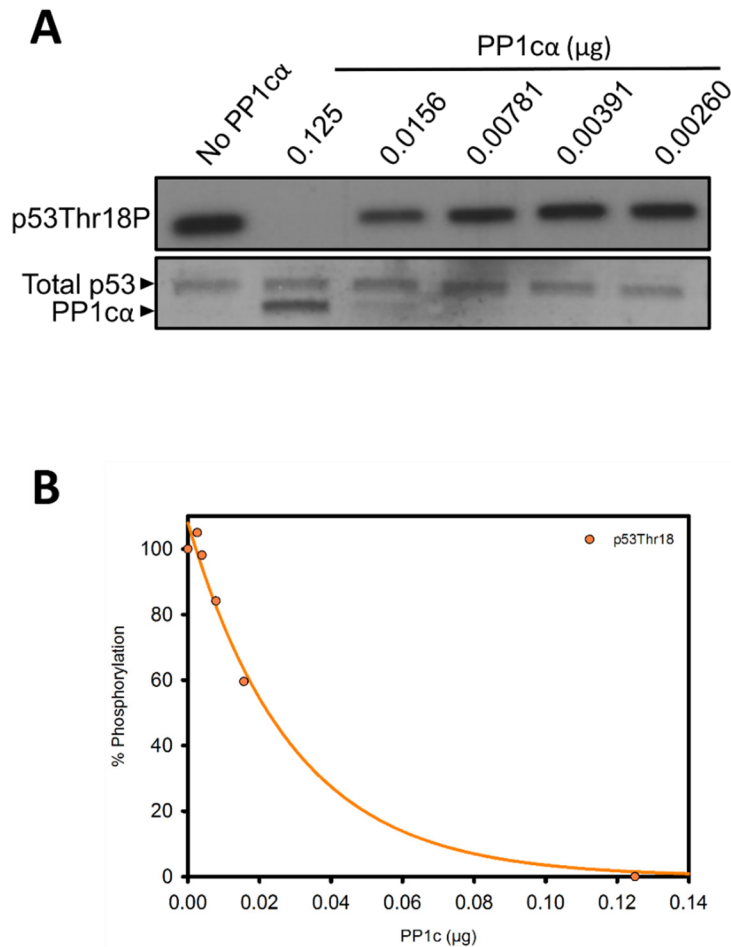 A
PP1cα (µg)
No PP1cα
0.125
0.0156
0.00781
0.00391
0.00260
p53Thr18P
Total p53
PP1cα
B
p53Thr18
100
80
60
40
20
0
% Phosphorylation
0.00 0.02 0.04 0.06 0.08 0.10 0.12 0.14
PP1c (µg)